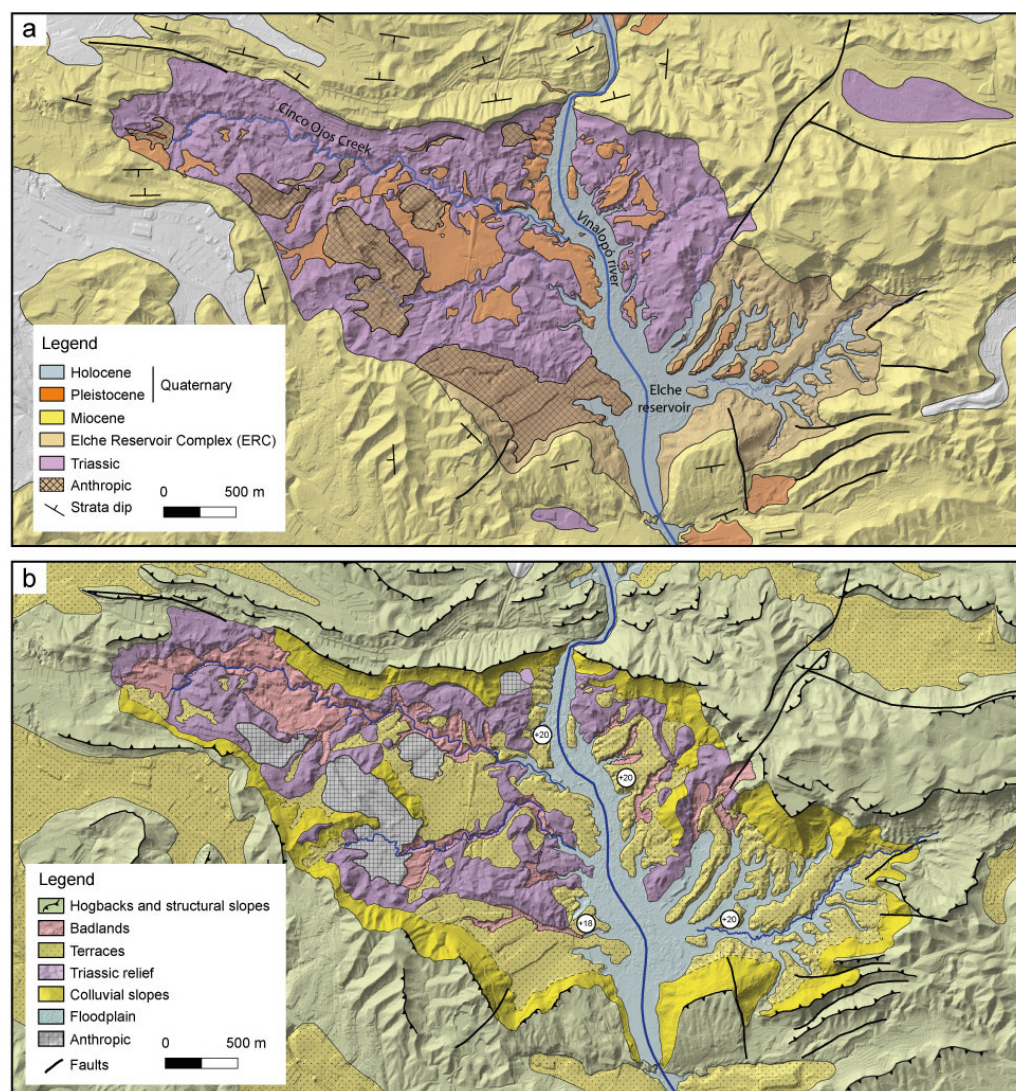 a
Cinco Ojos Creek
Vinalopó river
Elche
reservoir
Legend
Holocene
Pleistocene
Quaternary
Miocene
Elche Reservoir Complex (ERC)
Triassic
Anthropic
Strata dip
0 500 m
b
+20
+20
+18
+20
Legend
Hogbacks and structural slopes
Badlands
Terraces
Triassic relief
Colluvial slopes
Floodplain
Anthropic
Faults
0 500 m